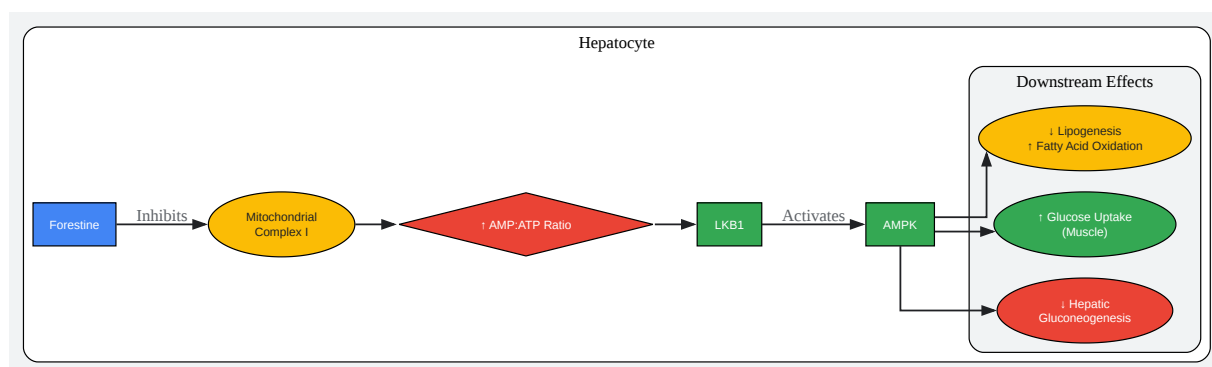 Hepatocyte
Downstream Effects
↓ Lipogenesis
↑ Fatty Acid Oxidation
Forestine
Inhibits
Mitochondrial
Complex I
↑ AMP:ATP Ratio
LKB1
Activates
AMPK
↑ Glucose Uptake
(Muscle)
↓ Hepatic
Gluconeogenesis